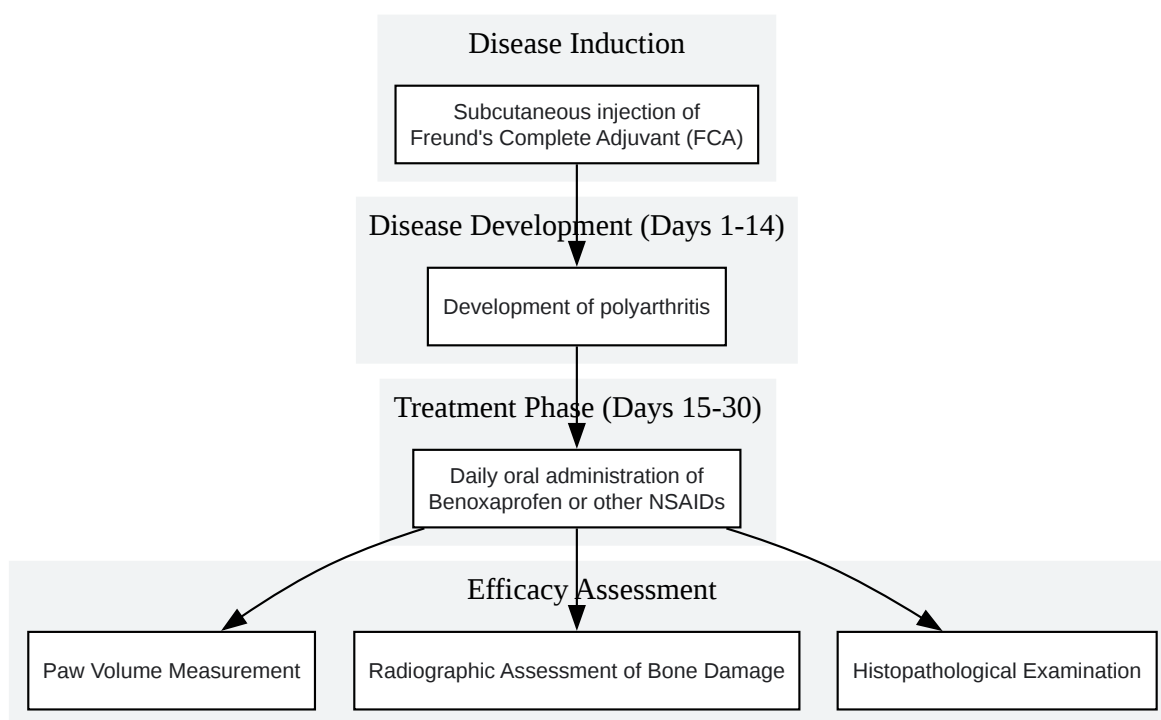 Disease Induction
Subcutaneous injection of
Freund's Complete Adjuvant (FCA)
Disease Development (Days 1-14)
Development of polyarthritis
Treatment Phase (Days 15-30)
Daily oral administration of
Benoxaprofen or other NSAIDs
Efficacy Assessment
Paw Volume Measurement
Radiographic Assessment of Bone Damage
Histopathological Examination